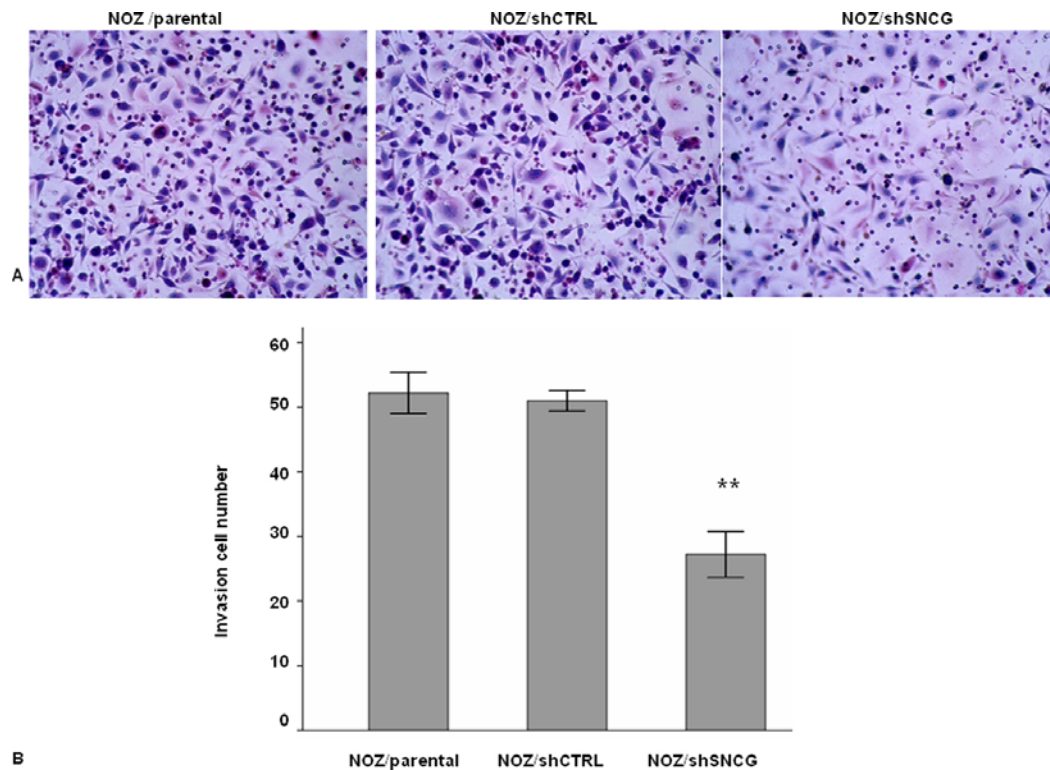 NOZ /parental NOZ/shCTRL NOZ/shSNCG
A
60
50
40
30
20
10
0
Invasion cell number
**
NOZ/parental NOZ/shCTRL NOZ/shSNCG
B